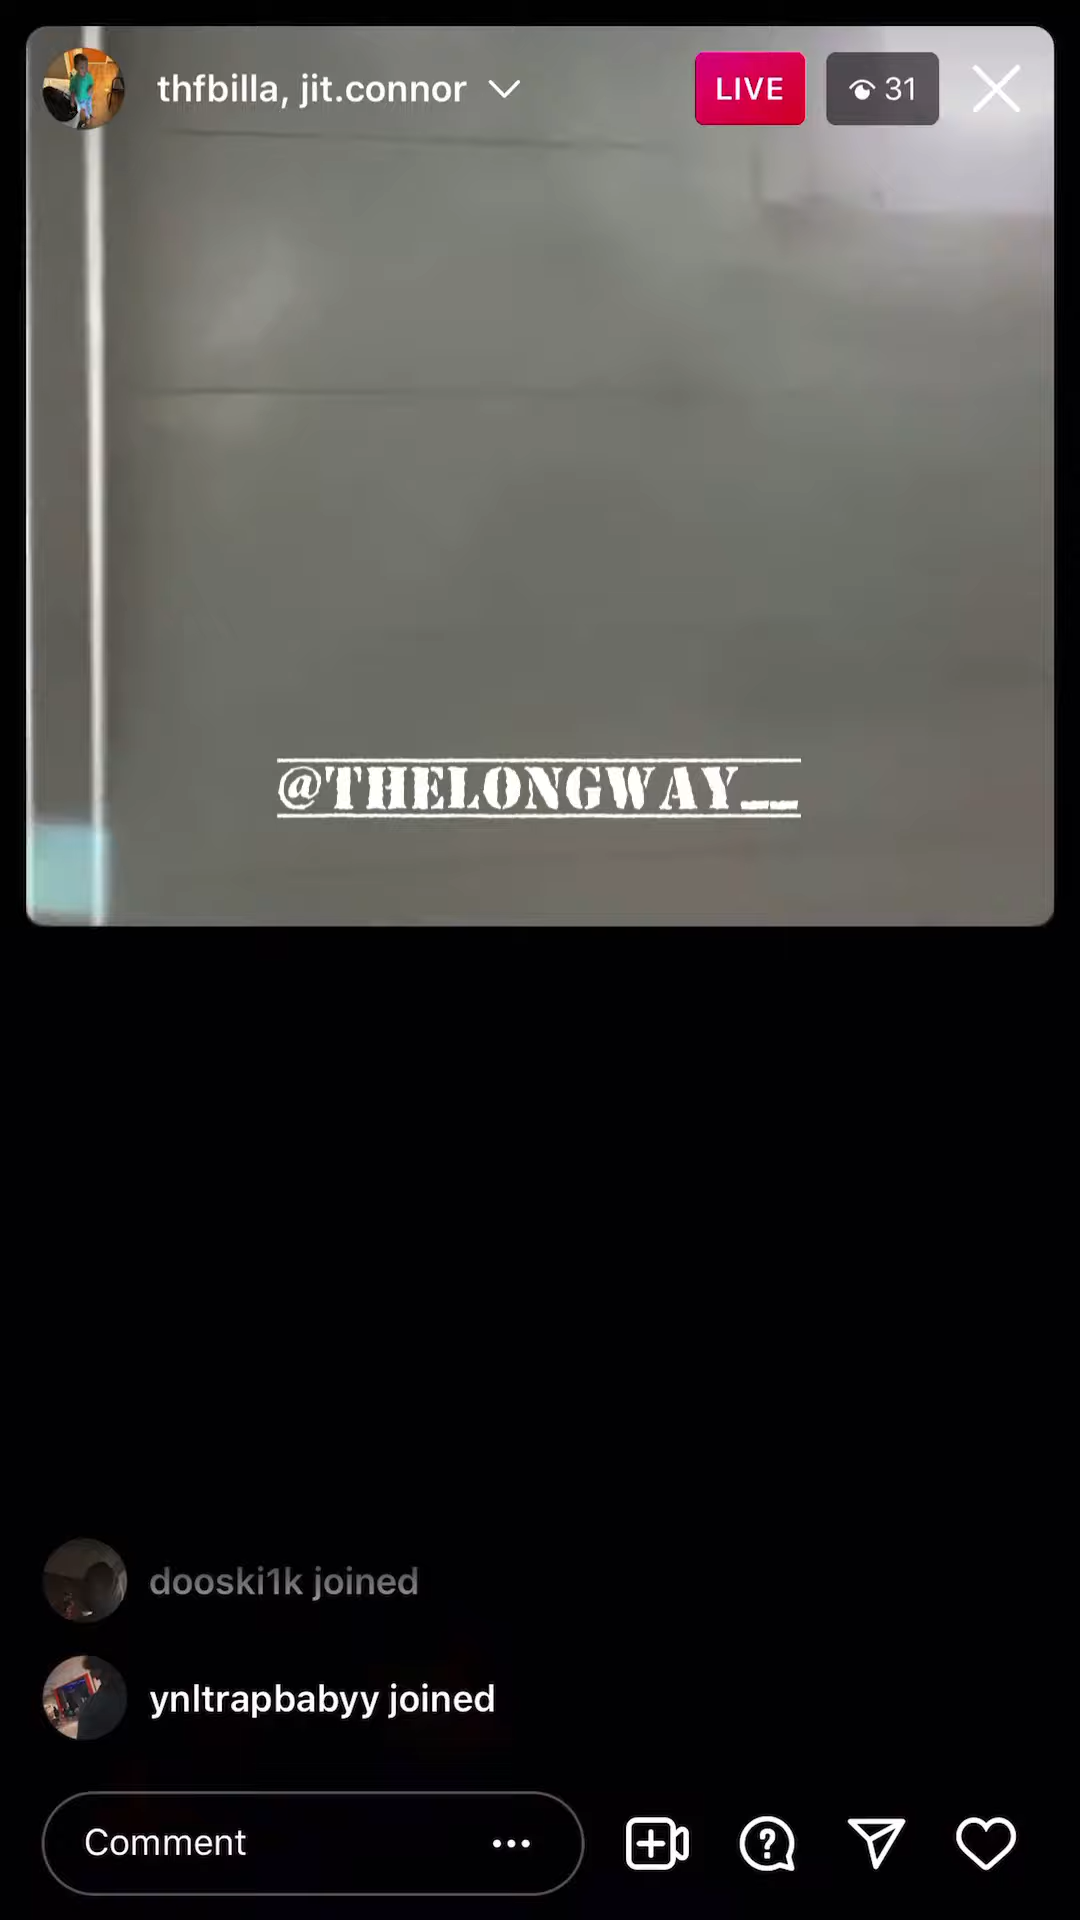 thfbilla, jit.connor
LIVE
31
@THELONGWAY__
dooski1k joined
ynltrapbabyy joined
Comment